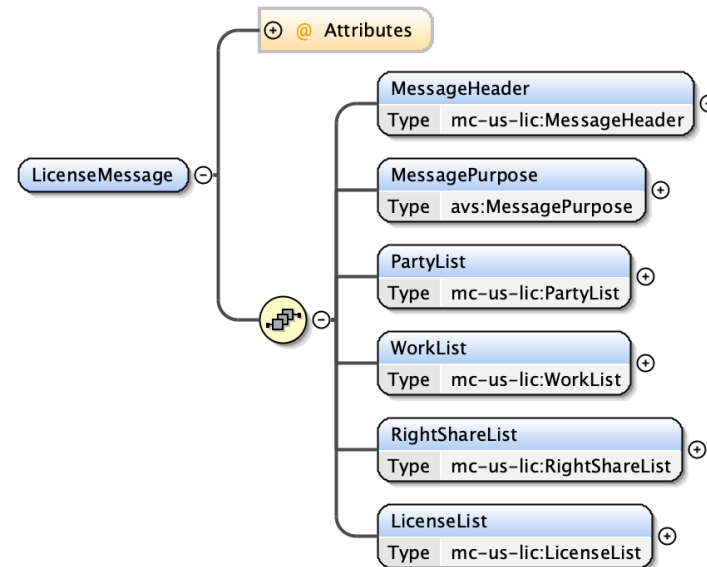 @ Attributes
LicenseMessage
MessageHeader
Type mc-us-lic:MessageHeader
MessagePurpose
Type avs:MessagePurpose
PartyList
Type mc-us-lic:PartyList
WorkList
Type mc-us-lic:WorkList
RightShareList
Type mc-us-lic:RightShareList
LicenseList
Type mc-us-lic:LicenseList